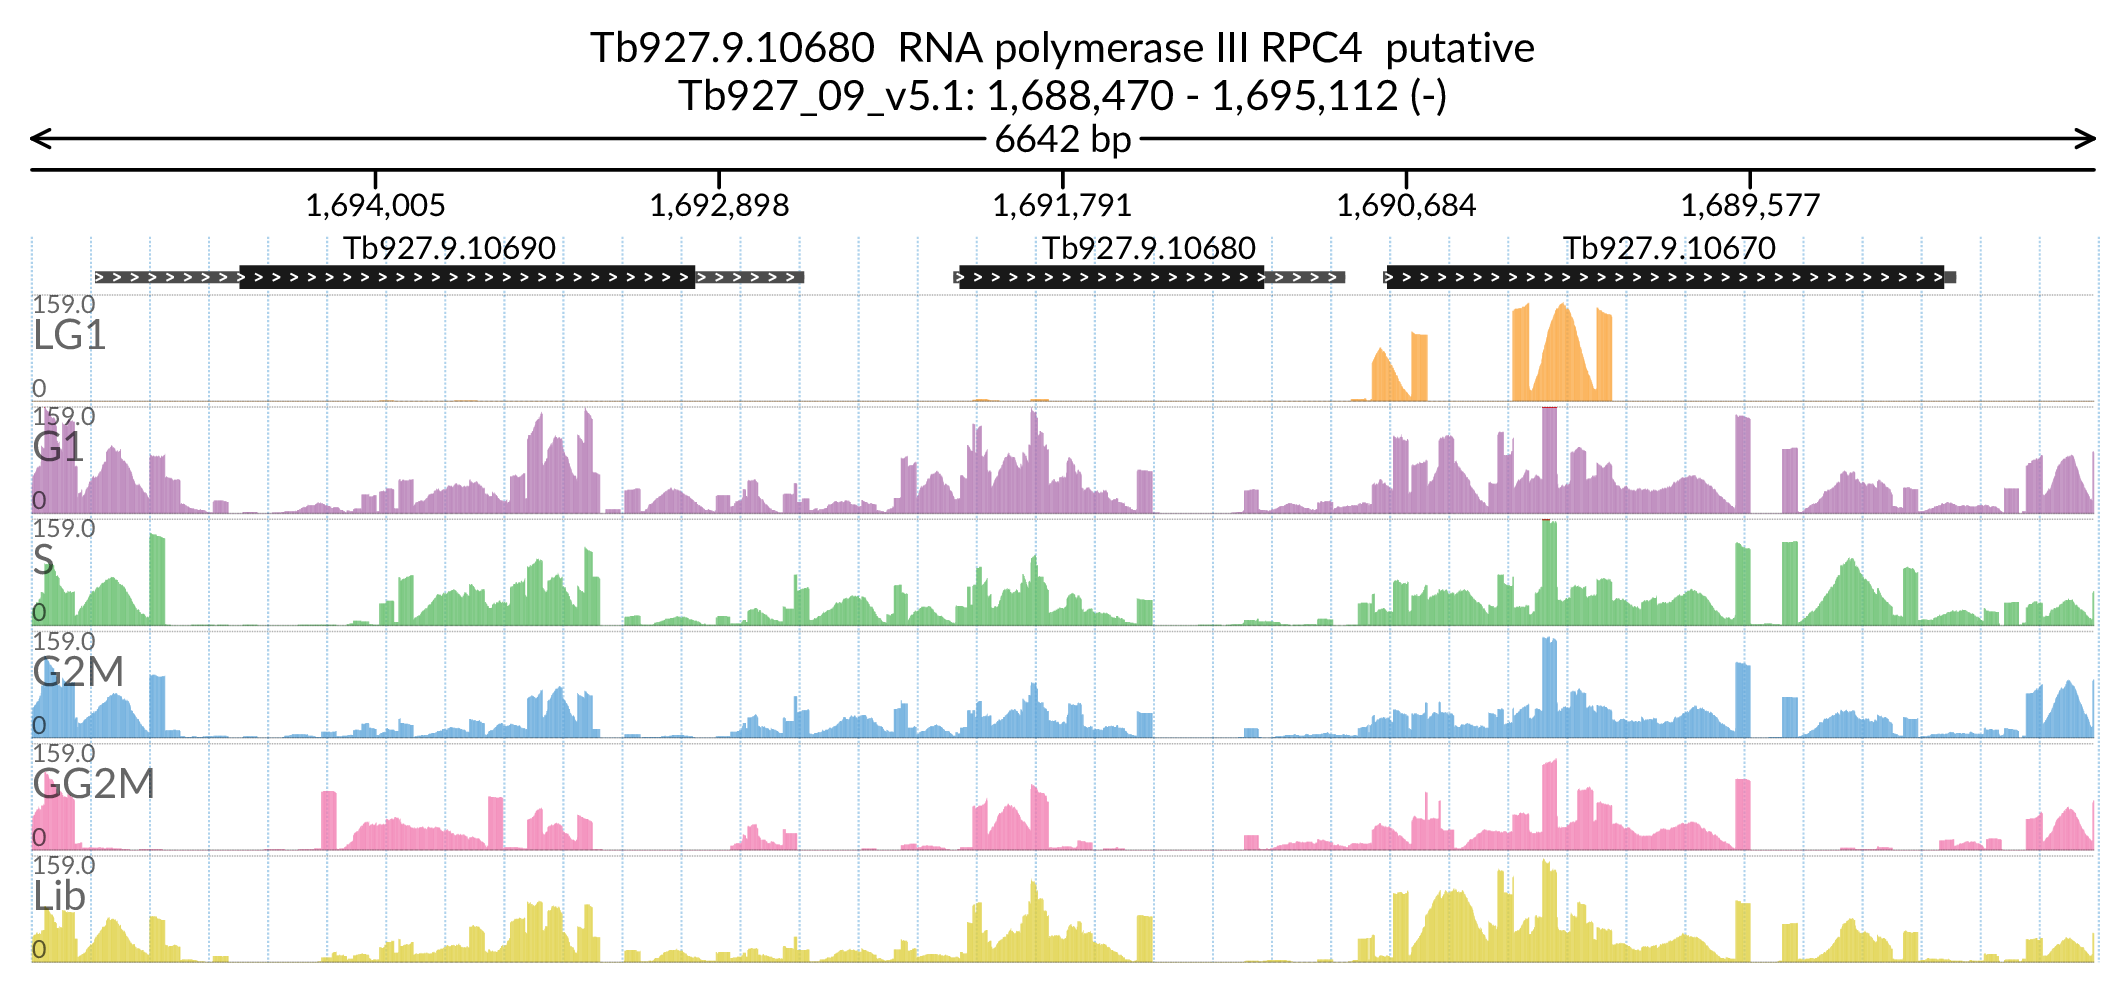 Tb927.9.10680 RNA polymerase III RPC4 putative
Tb927_09_v5.1: 1,688,470 - 1,695,112 (-)
6642 bp
1,694,005 1,692,898 1,691,791 1,690,684 1,689,577
Tb927.9.10690 Tb927.9.10680 Tb927.9.10670
159.0
LG1
0
159.0
G1
0
159.0
S
0
159.0
G2M
0
159.0
GG2M
0
159.0
Lib
0